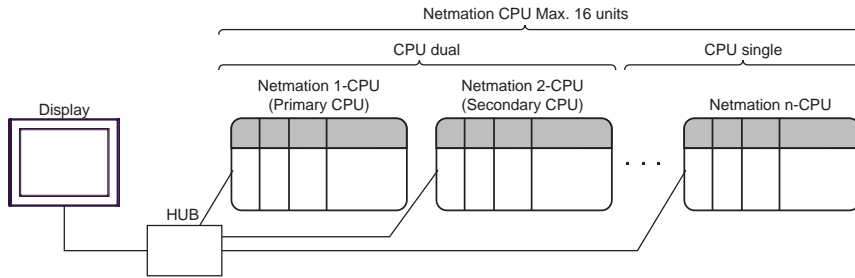 Netmation CPU Max. 16 units
CPU dual
CPU single
Netmation 1-CPU
(Primary CPU)
Netmation 2-CPU
(Secondary CPU)
Netmation n-CPU
Display
. . .
HUB